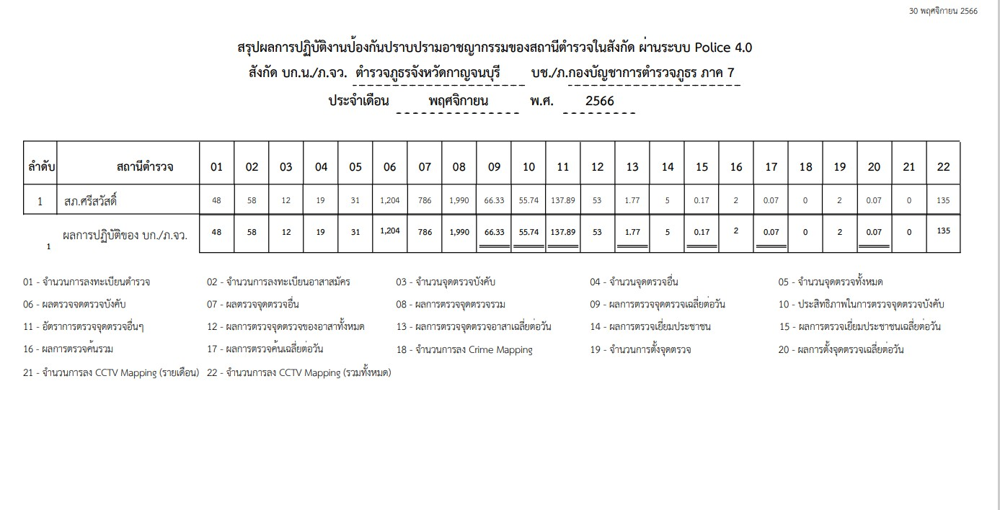 30 พฤศจิกายน 2566
สรุปผลการปฏิบัติงานป้องกันปราบปรามอาชญากรรมของสถานีตำรวจในสังกัด ผ่านระบบ Police 4.0
สังกัด บก.น./ภ.จว. ตำรวจภูธรจังหวัดกาญจนบุรี บช./ภ.กองบัญชาการตำรวจภูธร ภาค 7
ประจำเดือน พฤศจิกายน พ.ศ. 2566
ลำดับ สถานีตำรวจ 01 02 03 04 05 06 07 08 09 10 11 12 13 14 15 16 17 18 19 20 21 22
1 สภ.ศรีสวัสดิ์ 48 58 12 19 31 1,204 786 1,990 66.33 55.74 137.89 53 1.77 5 0.17 2 0.07 0 2 0.07 0 135
1 ผลการปฏิบัติของ บก./ภ.จว. 48 58 12 19 31 1,204 786 1,990 66.33 55.74 137.89 53 1.77 5 0.17 2 0.07 0 2 0.07 0 135
01 - จำนวนการลงทะเบียนตำรวจ 02 - จำนวนการลงทะเบียนอาสาสมัคร 03 - จำนวนจุดตรวจบังคับ 04 - จำนวนจุดตรวจอื่น 05 - จำนวนจุดตรวจทั้งหมด
06 - ผลตรวจจดตรวจบังคับ 07 - ผลตรวจจุดตรวจอื่น 08 - ผลการตรวจจุดตรวจรวม 09 - ผลการตรวจจุดตรวจเฉลี่ยต่อวัน 10 - ประสิทธิภาพในการตรวจจุดตรวจบังคับ
11 - อัตราการตรวจจุดตรวจอื่นๆ 12 - ผลการตรวจจุดตรวจของอาสาทั้งหมด 13 - ผลการตรวจจุดตรวจอาสาเฉลี่ยต่อวัน 14 - ผลการตรวจเยี่ยมประชาชน 15 - ผลการตรวจเยี่ยมประชาชนเฉลี่ยต่อวัน
16 - ผลการตรวจค้นรวม 17 - ผลการตรวจค้นเฉลี่ยต่อวัน 18 - จำนวนการลง Crime Mapping 19 - จำนวนการตั้งจุดตรวจ 20 - ผลการตั้งจุดตรวจเฉลี่ยต่อวัน
21 - จำนวนการลง CCTV Mapping (รายเดือน) 22 - จำนวนการลง CCTV Mapping (รวมทั้งหมด)